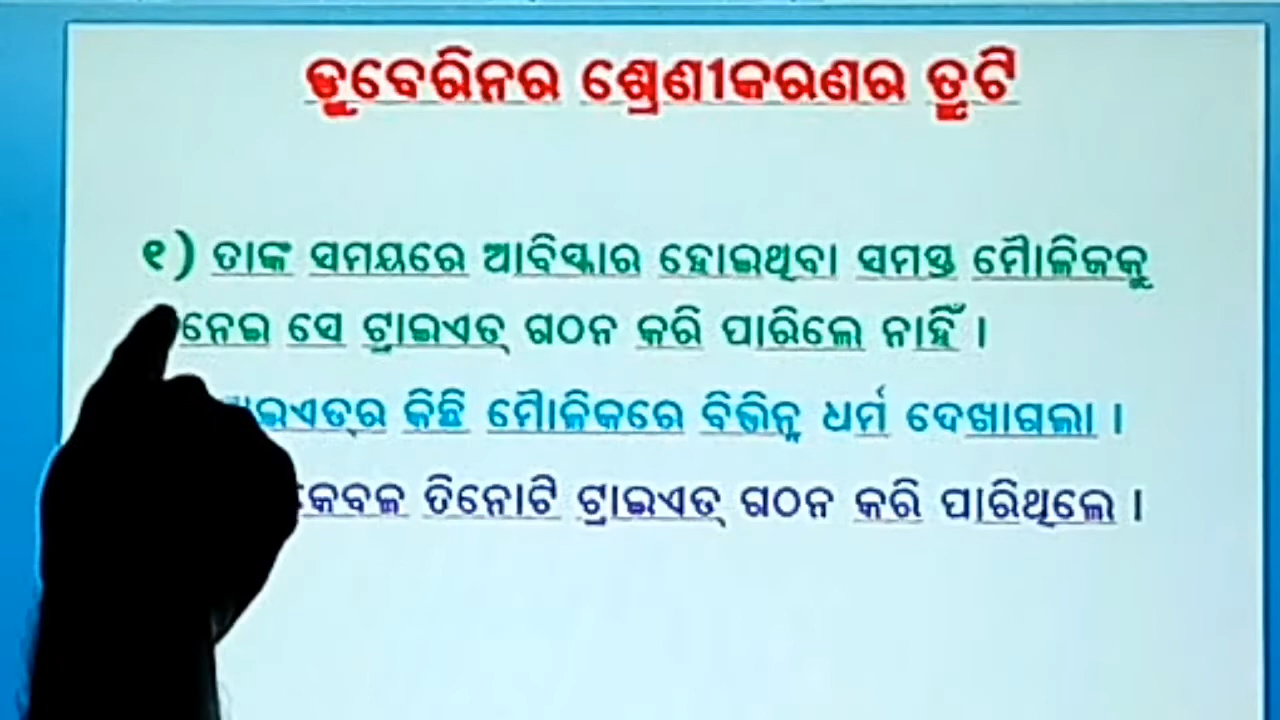 ଡୁବେରିନର ଶ୍ରେଣୀକରଣର ତ୍ରୁଟି
୧) ତାଙ୍କ ସମୟରେ ଆବିସ୍କାର ହୋଇଥିବା ସମସ୍ତ ମୌଳିକକୁ
ନେଇ ସେ ଟ୍ରାଇଏଡ୍ ଗଠନ କରି ପାରିଲେ ନାହିଁ ।
କିଛି ମୌଳିକରେ ବିଭିନ୍ନ ଧର୍ମ ଦେଖାଗଲା ।
କେବଳ ତିନୋଟି ଟ୍ରାଇଏଡ୍ ଗଠନ କରି ପାରିଥିଲେ ।